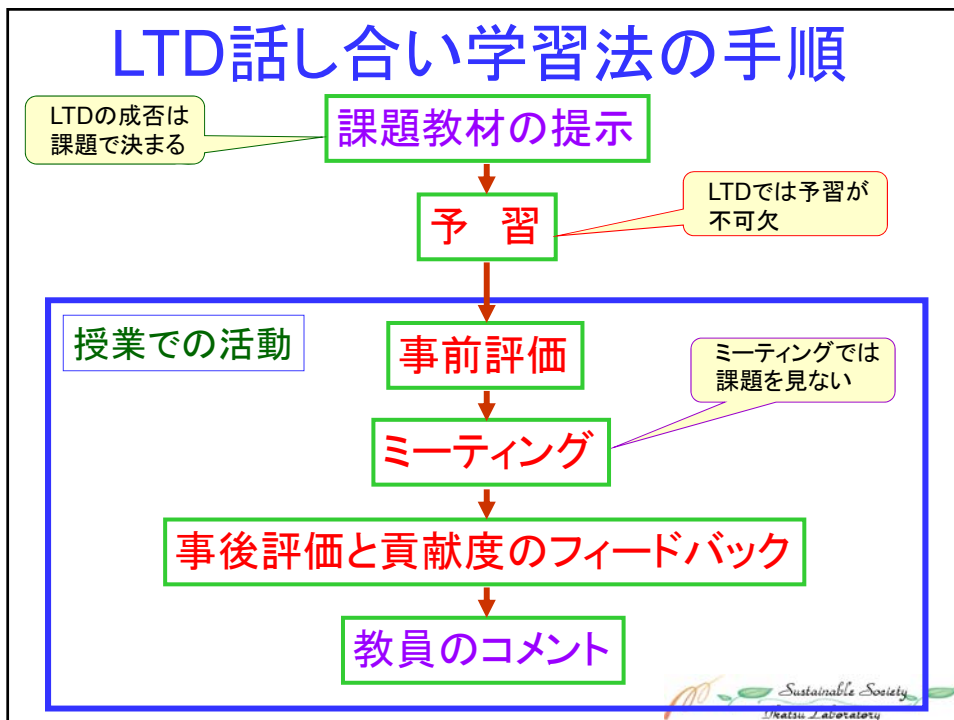 LTD話し合い学習法の手順
LTDの成否は
課題で決まる
課題教材の提示
LTDでは予習が
不可欠
予　習
授業での活動
事前評価
ミーティングでは
課題を見ない
ミーティング
事後評価と貢献度のフィードバック
教員のコメント
Sustainable Society
Laboratory